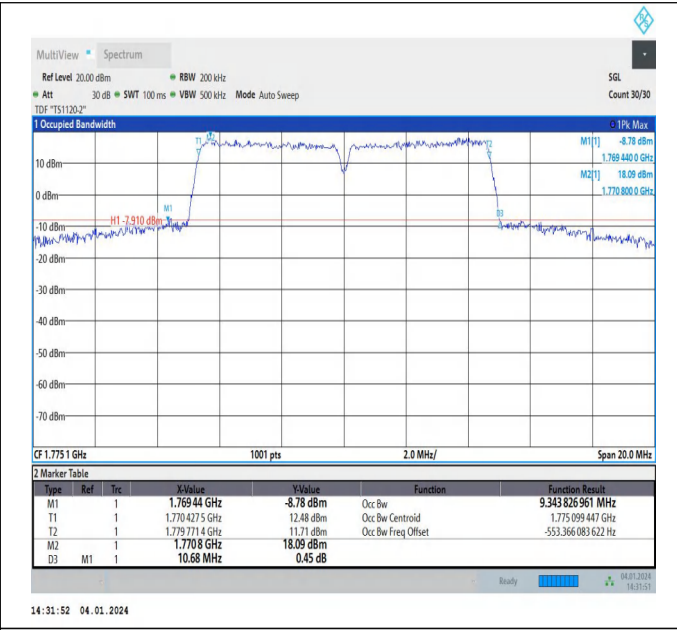 MultiView Spectrum
Ref Level 20.00 dBm RBW 200 kHz SGL
Att 30 dB SWT 100 ms VBW 500 kHz Mode Auto Sweep Count 30/30
TDF "TS1120-2"
1 Occupied Bandwidth 1Pk Max
M1[1] -8.78 dBm
1.769 440 0 GHz
M2[1] 18.09 dBm
1.770 800 0 GHz
T1
T2
10 dBm
0 dBm
M1
D3
H1 -7.910 dBm
-10 dBm
-20 dBm
-30 dBm
-40 dBm
-50 dBm
-60 dBm
-70 dBm
CF 1.775 1 GHz 1001 pts 2.0 MHz/ Span 20.0 MHz
2 Marker Table
Type Ref Trc X-Value Y-Value Function Function Result
M1 1 1.769 44 GHz -8.78 dBm Occ Bw 9.343 826 961 MHz
T1 1 1.770 427 5 GHz 12.48 dBm Occ Bw Centroid 1.775 099 447 GHz
T2 1 1.779 771 4 GHz 11.71 dBm Occ Bw Freq Offset -553.366 083 622 Hz
M2 1 1.770 8 GHz 18.09 dBm
D3 M1 1 10.68 MHz 0.45 dB
Ready 04.01.2024
14:31:51
14:31:52 04.01.2024